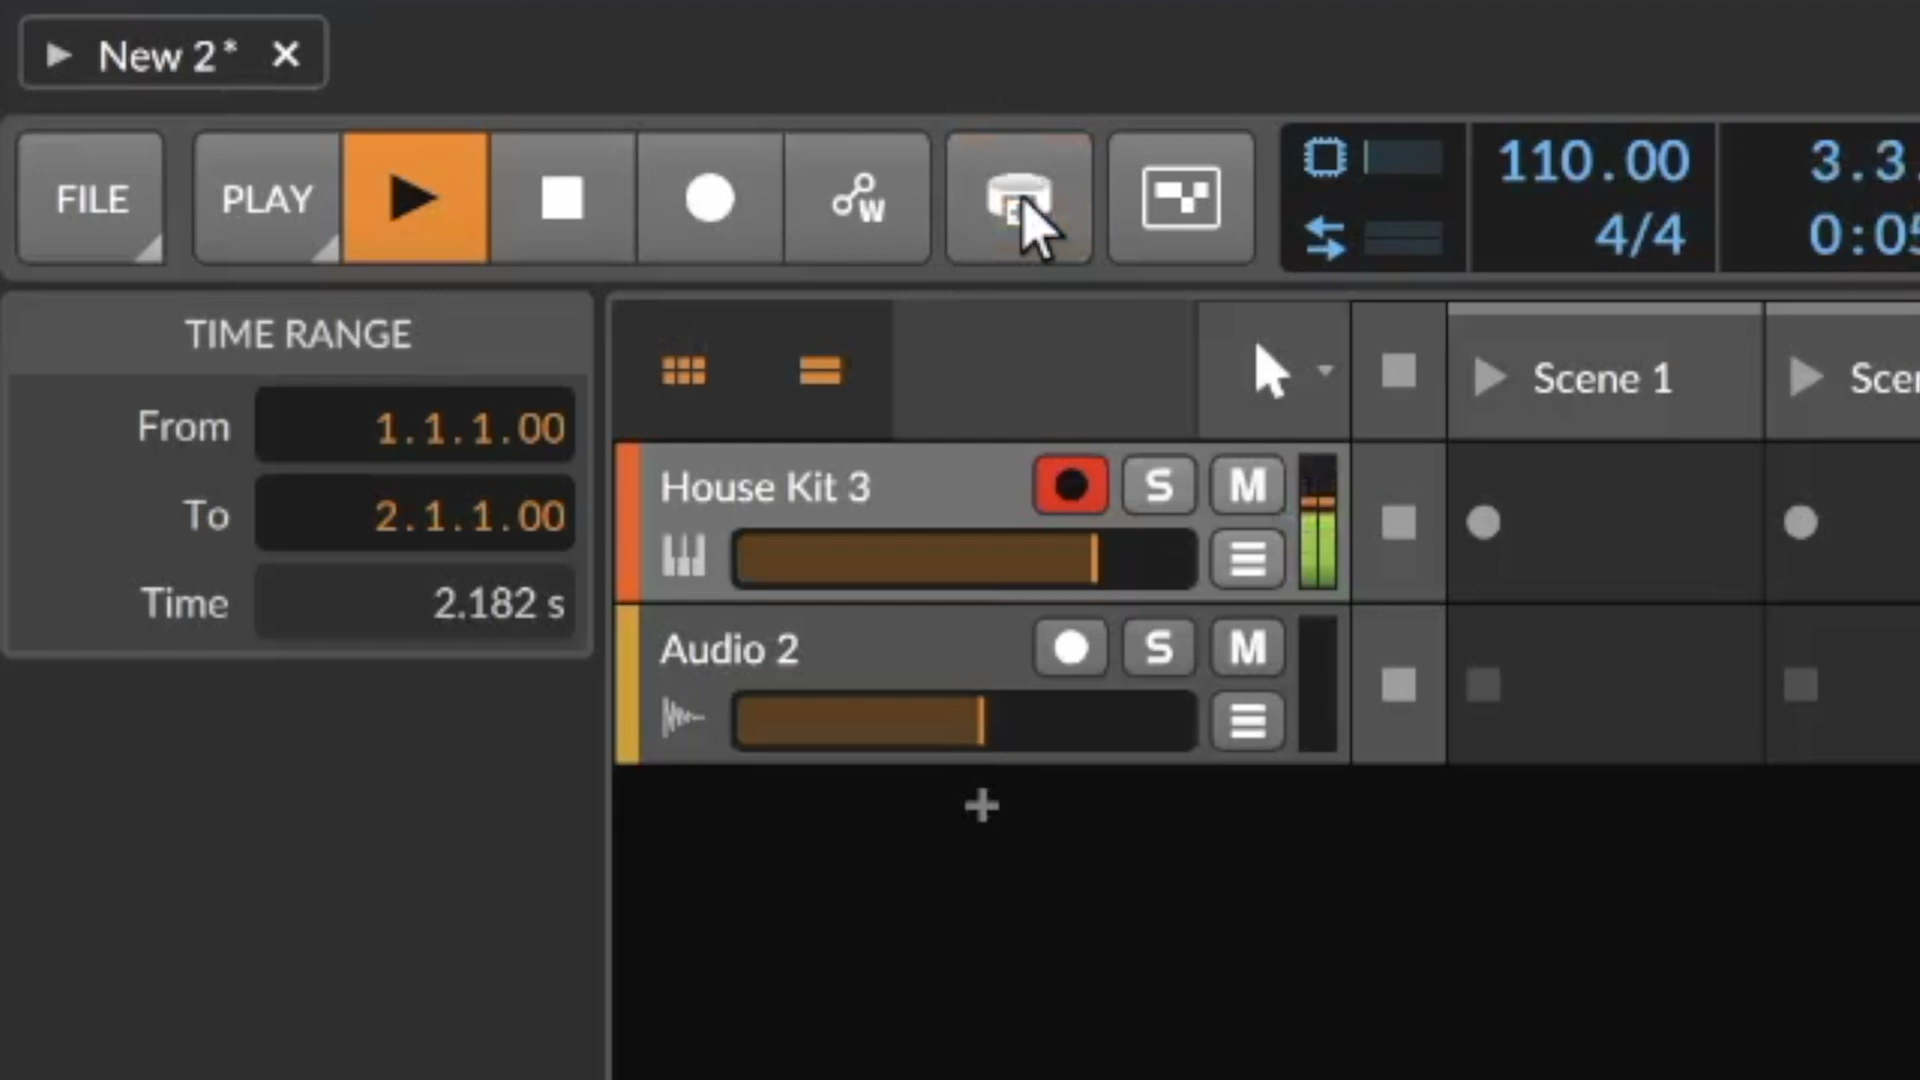 New 2*
FILE
PLAY
W
110.00
4/4
3.3.
0:05
TIME RANGE
From 1.1.1.00
To 2.1.1.00
Time 2.182 s
Scene 1
House Kit 3
S M
Audio 2
S M